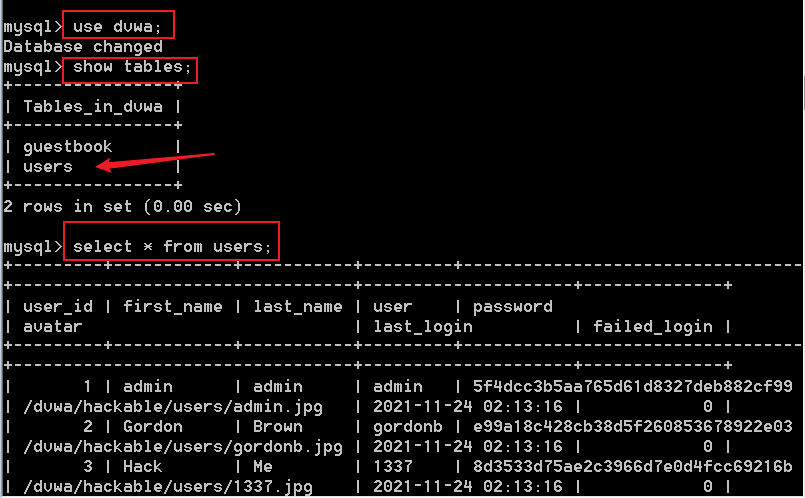 mysql> use dvwa;
Database changed
mysql> show tables;
+----------------+
| Tables_in_dvwa |
+----------------+
| guestbook      |
| users          |
+----------------+
2 rows in set (0.00 sec)
mysql> select * from users;
+---------+------------+-----------+---------+----------------------------------
+----------------------------------+---------------------+--------------+
| user_id | first_name | last_name | user    | password
| avatar                           | last_login          | failed_login |
+---------+------------+-----------+---------+----------------------------------
+----------------------------------+---------------------+--------------+
|       1 | admin      | admin     | admin   | 5f4dcc3b5aa765d61d8327deb882cf99
| /dvwa/hackable/users/admin.jpg   | 2021-11-24 02:13:16 |            0 |
|       2 | Gordon     | Brown     | gordonb | e99a18c428cb38d5f260853678922e03
| /dvwa/hackable/users/gordonb.jpg | 2021-11-24 02:13:16 |            0 |
|       3 | Hack       | Me        | 1337    | 8d3533d75ae2c3966d7e0d4fcc69216b
| /dvwa/hackable/users/1337.jpg    | 2021-11-24 02:13:16 |            0 |